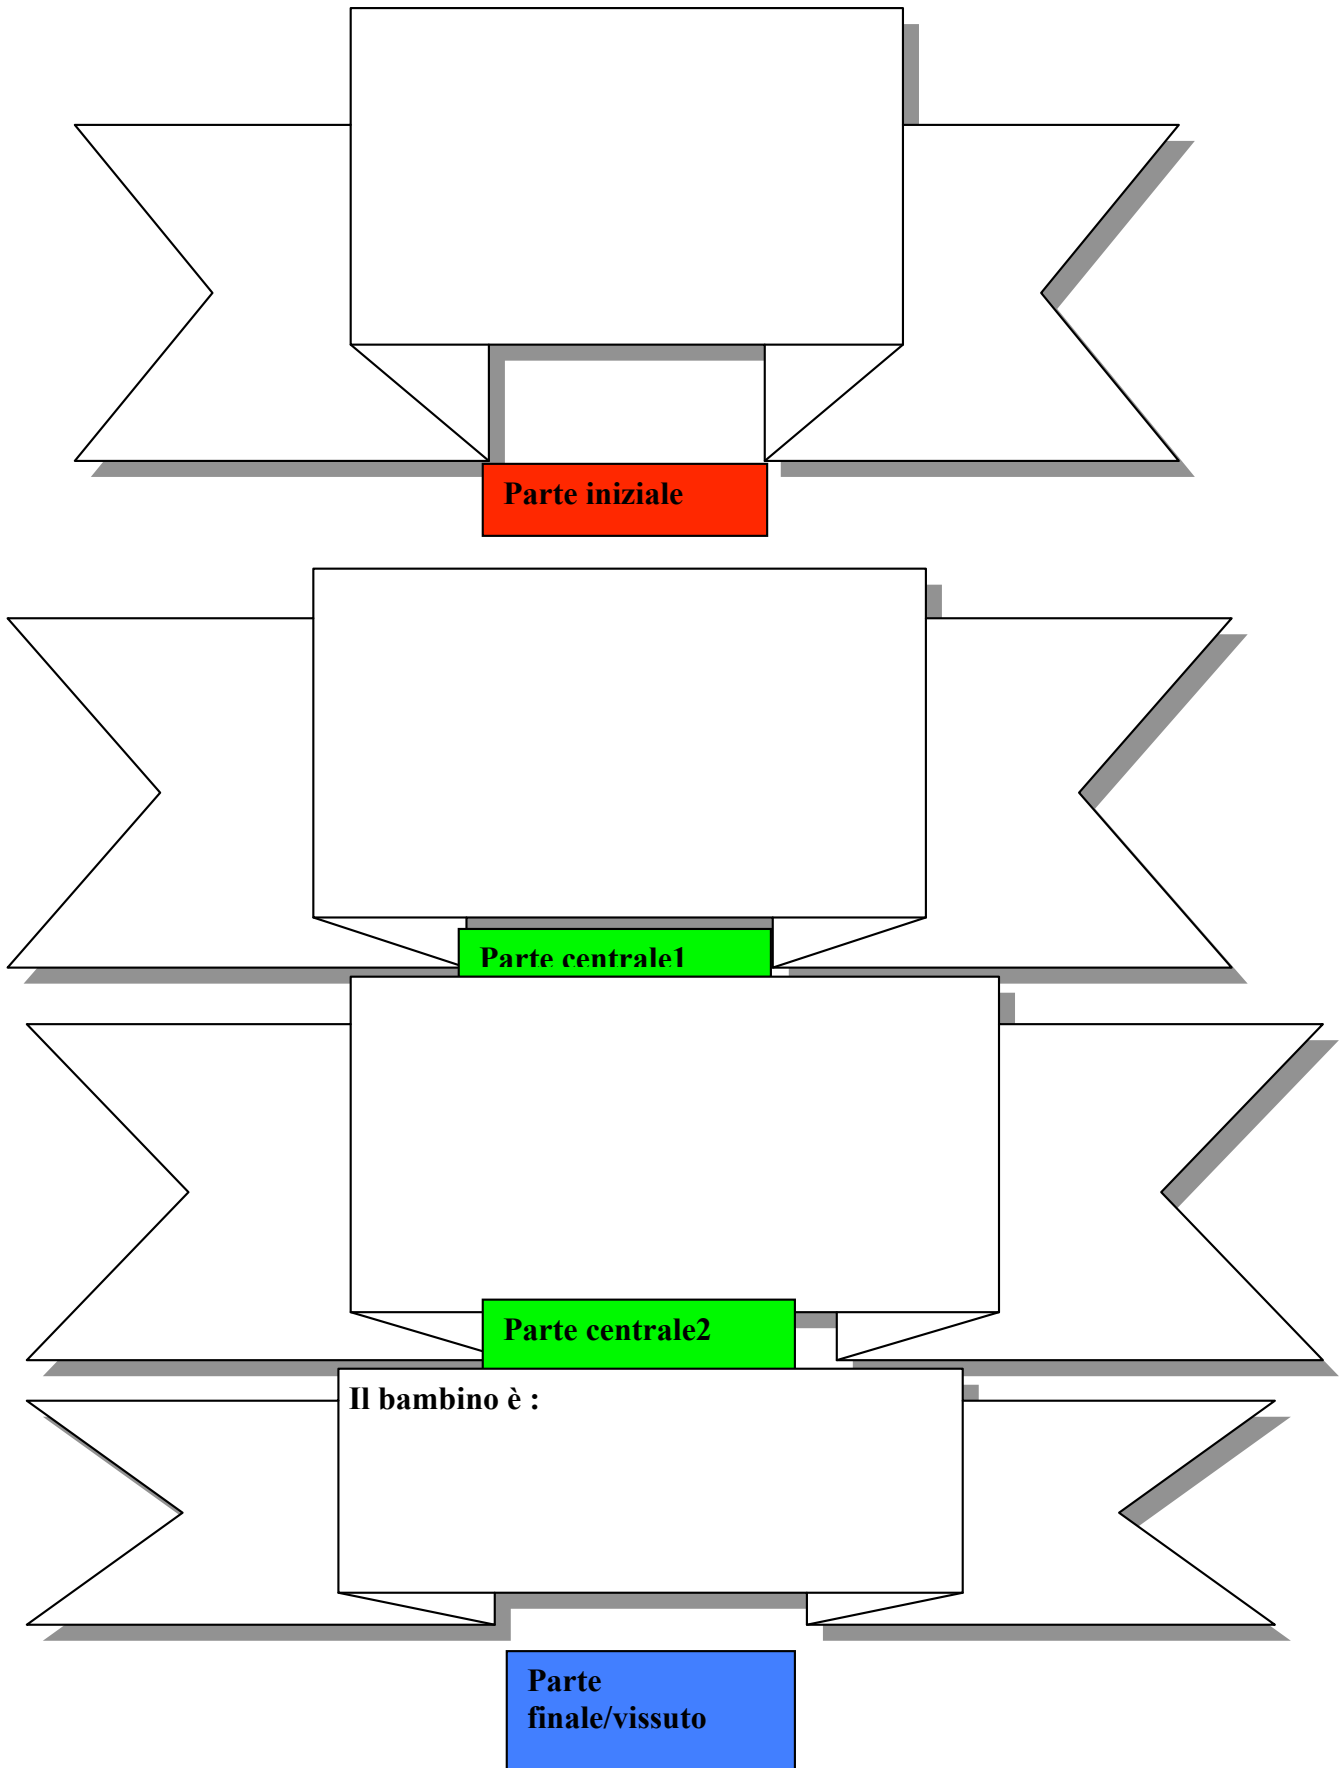 Parte iniziale
Parte centrale1
Parte centrale2
Il bambino è :
Parte
finale/vissuto